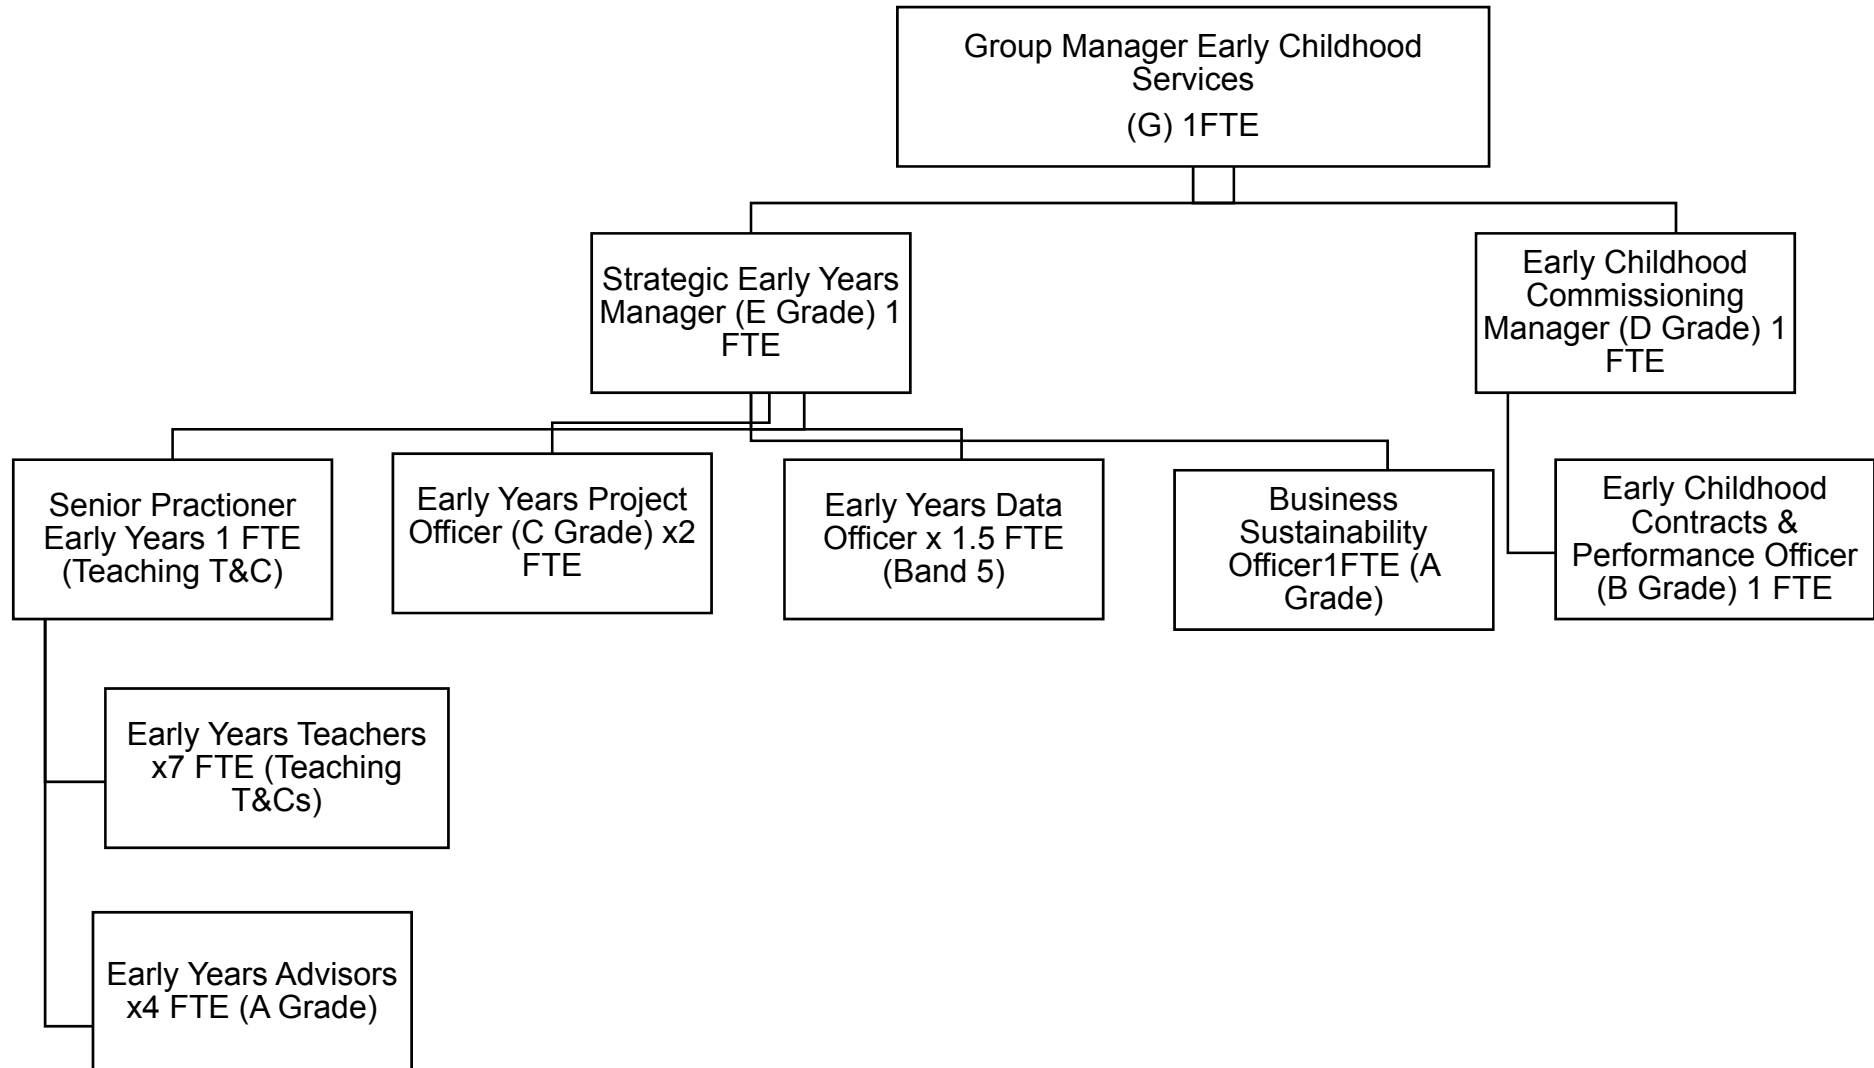 Group Manager Early Childhood
Services
(G) 1FTE
Strategic Early Years
Manager (E Grade) 1
FTE
Early Childhood
Commissioning
Manager (D Grade) 1
FTE
Senior Practioner
Early Years 1 FTE
(Teaching T&C)
Early Years Project
Officer (C Grade) x2
FTE
Early Years Data
Officer x 1.5 FTE
(Band 5)
Business
Sustainability
Officer1FTE (A
Grade)
Early Childhood
Contracts &
Performance Officer
(B Grade) 1 FTE
Early Years Teachers
x7 FTE (Teaching
T&Cs)
Early Years Advisors
x4 FTE (A Grade)